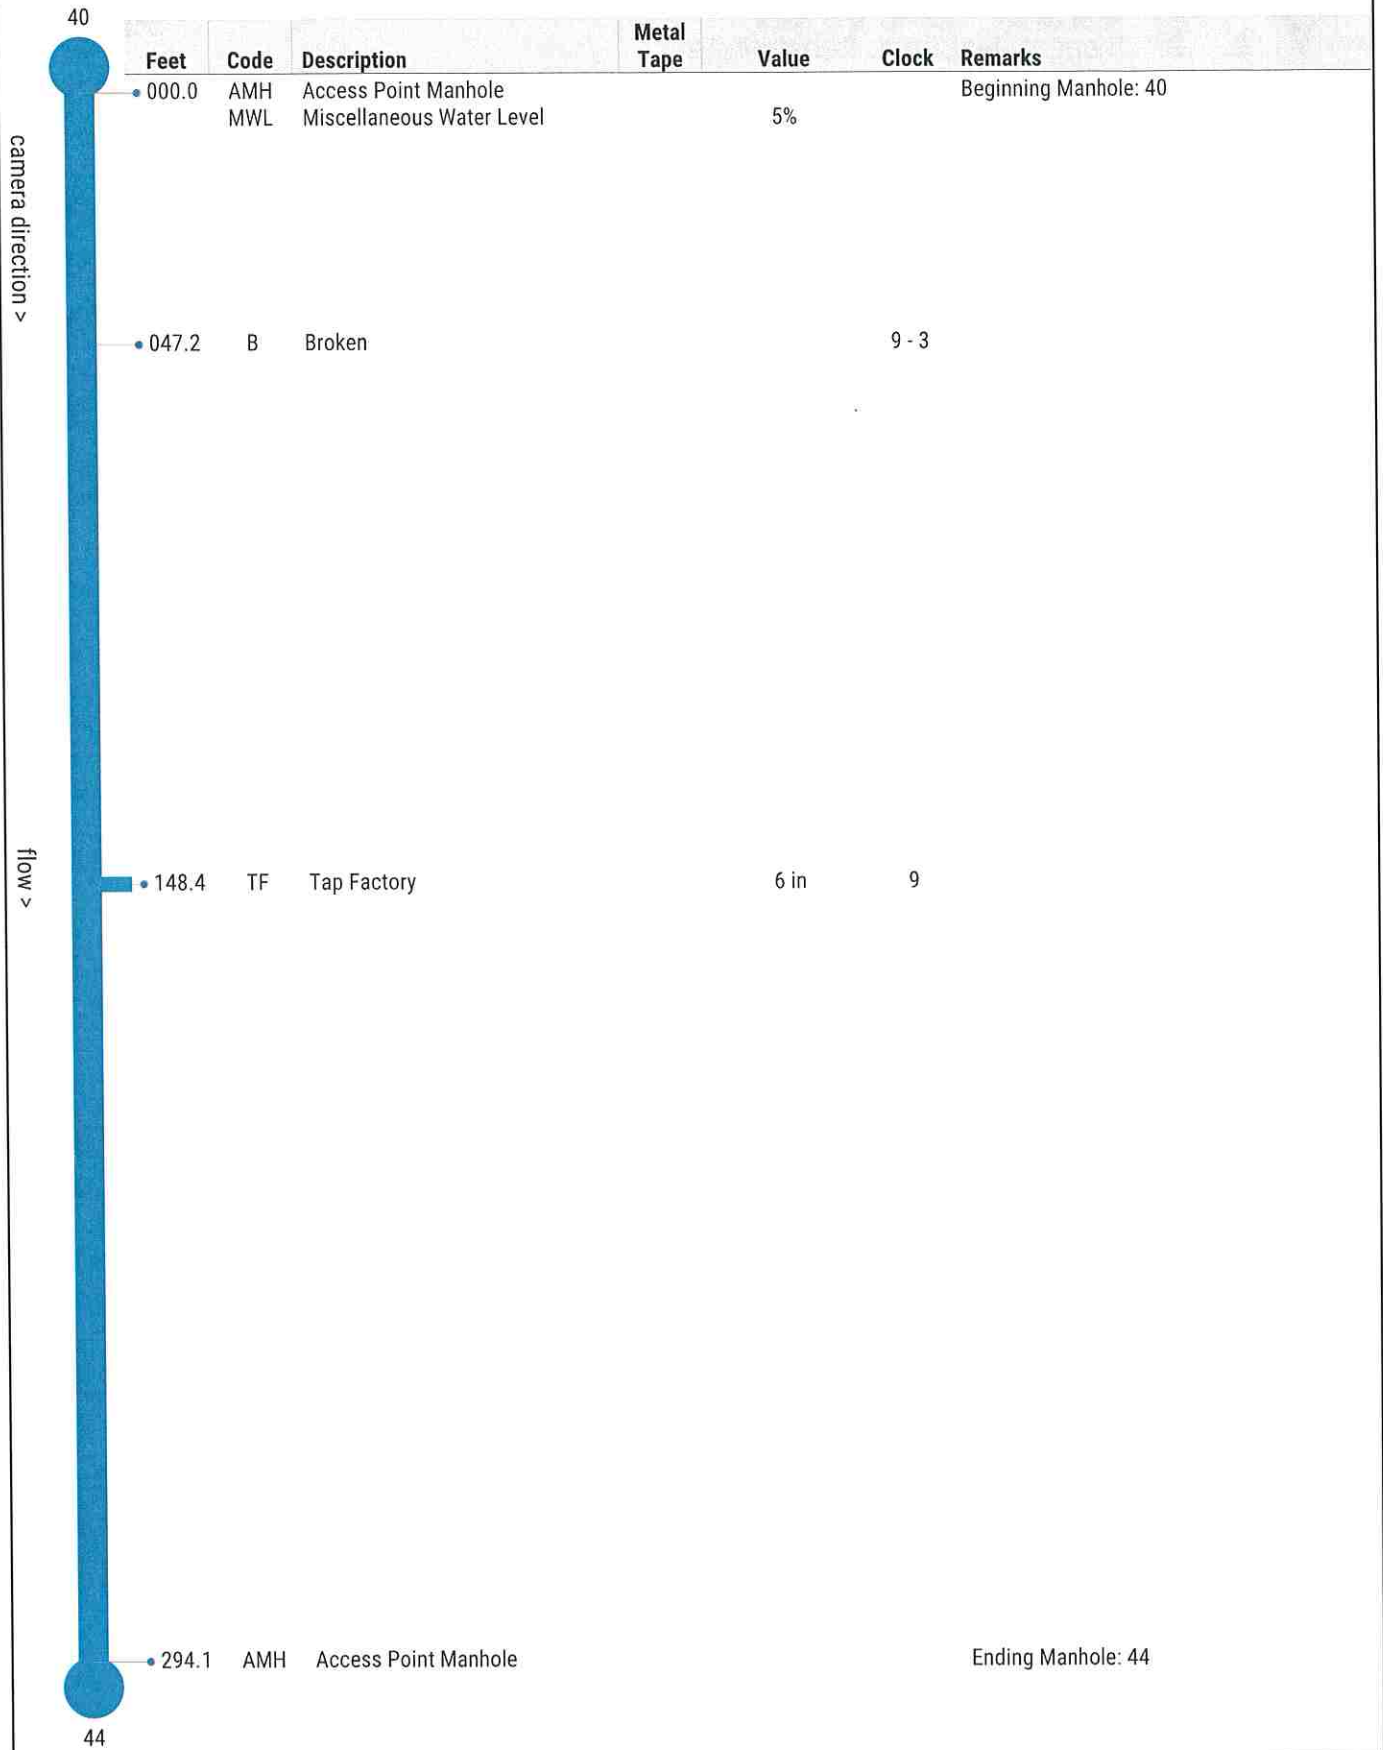 40
Feet Code Description Metal Tape Value Clock Remarks
000.0 AMH Access Point Manhole Beginning Manhole: 40
MWL Miscellaneous Water Level 5%
camera direction >
047.2 B Broken 9 - 3
flow >
148.4 TF Tap Factory 6 in 9
294.1 AMH Access Point Manhole Ending Manhole: 44
44